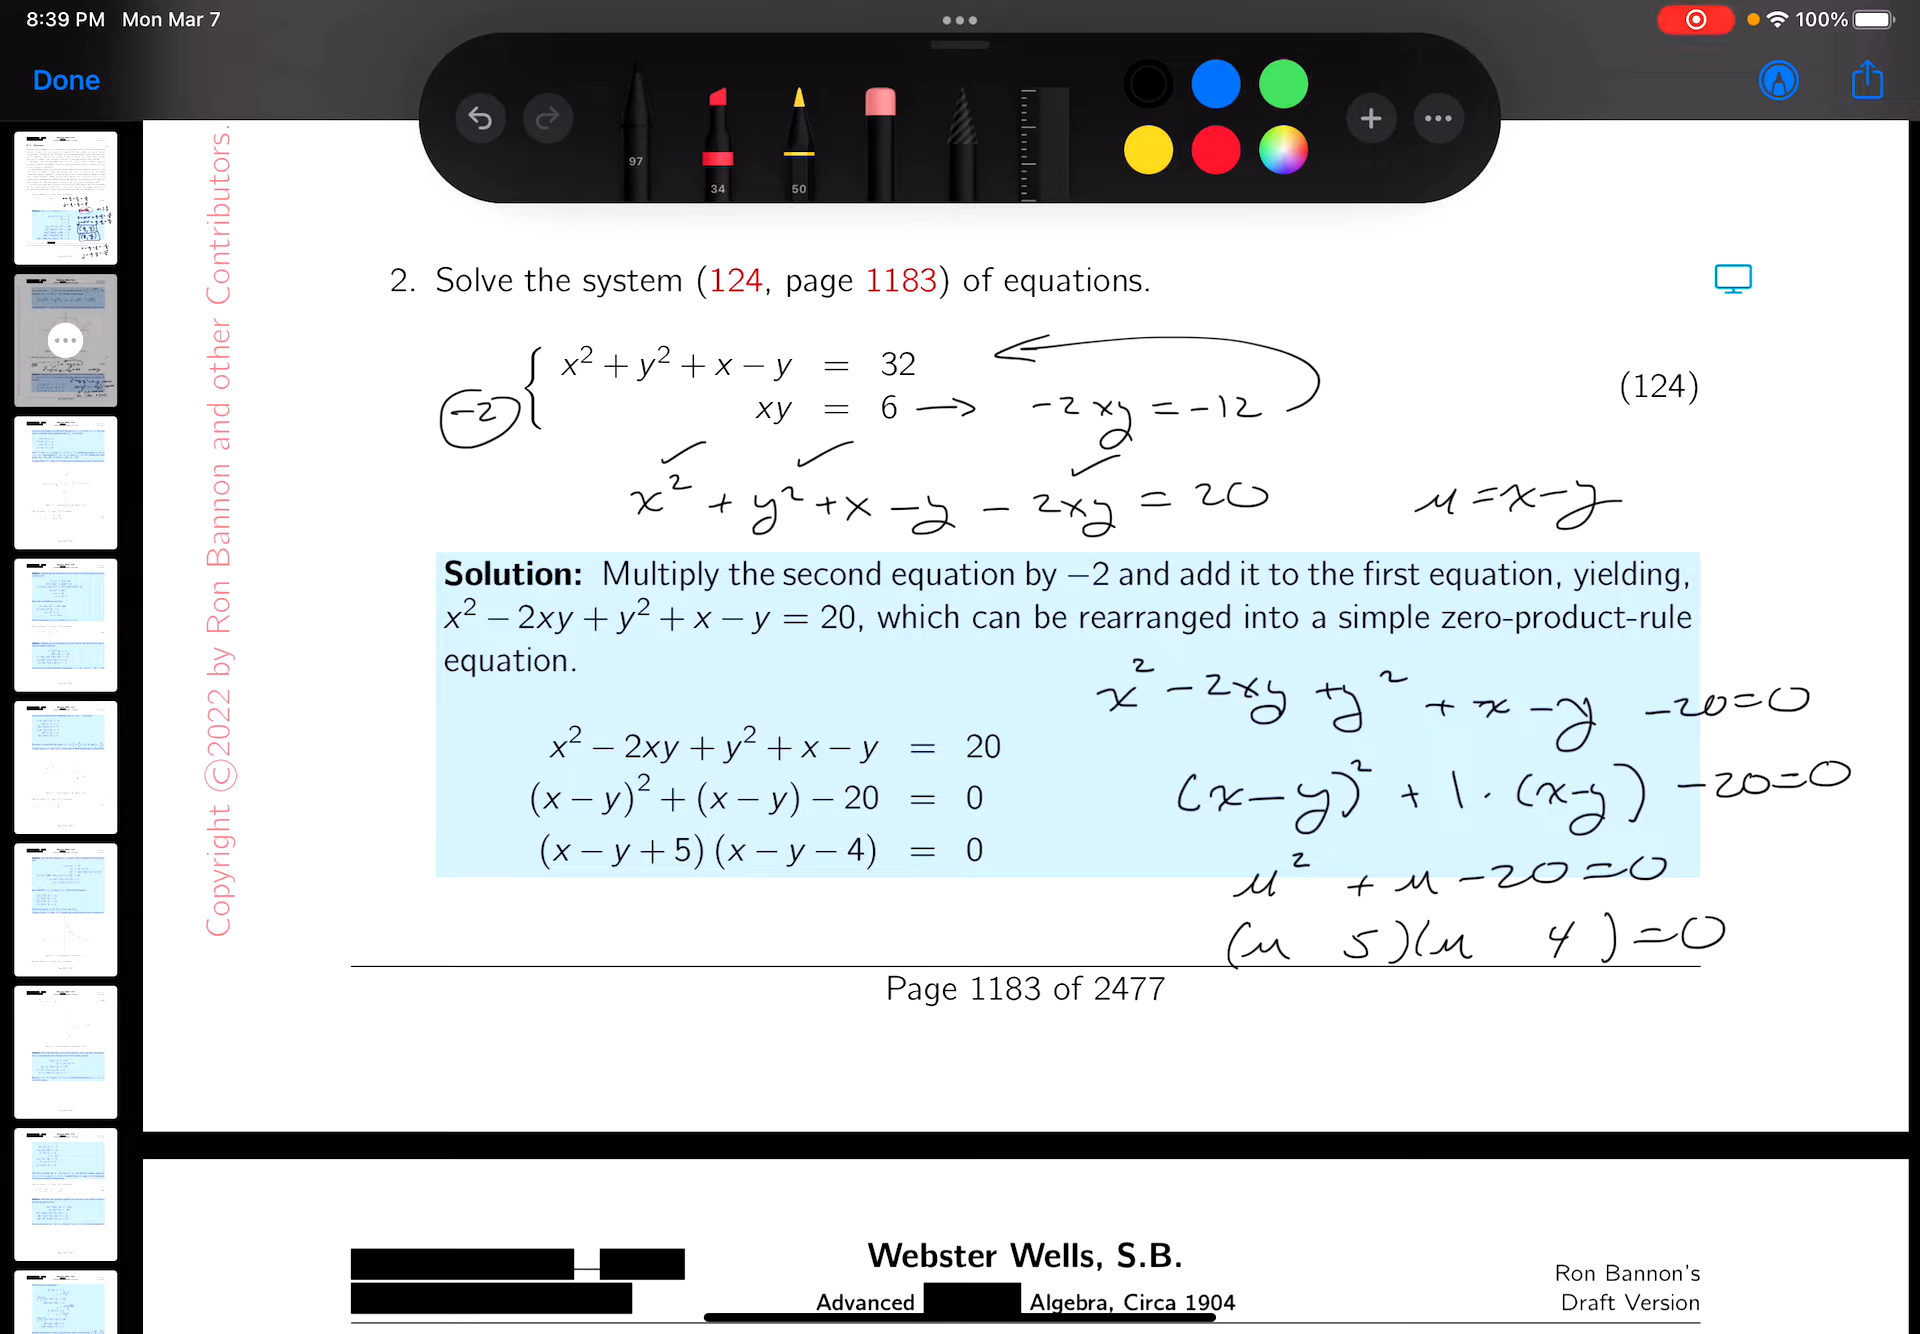 8:39 PM Mon Mar 7
100%
Done
97
34
50
Copyright ©2022 by Ron Bannon and other Contributors.
2. Solve the system (124, page 1183) of equations.
x² + y² + x − y = 32
xy = 6 → -2xy = -12
(124)
-2
x² + y² + x - y - 2xy = 20
u = x - y
Solution: Multiply the second equation by −2 and add it to the first equation, yielding,
x² − 2xy + y² + x − y = 20, which can be rearranged into a simple zero-product-rule
equation.
x² - 2xy + y² + x - y - 20 = 0
x² − 2xy + y² + x − y = 20
(x − y)² + (x − y) − 20 = 0
(x - y)² + 1 · (x - y) - 20 = 0
(x − y + 5) (x − y − 4) = 0
u² + u - 20 = 0
(u 5)(u 4) = 0
Page 1183 of 2477
Webster Wells, S.B.
Advanced Algebra, Circa 1904
Ron Bannon's
Draft Version